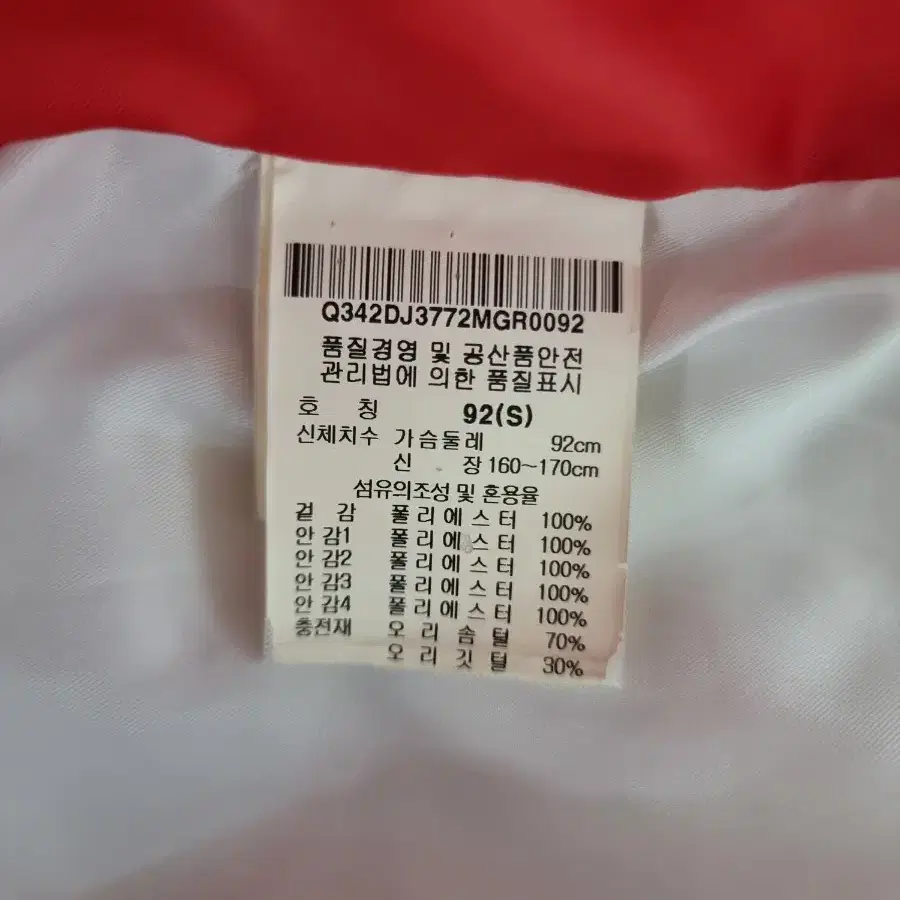 Q342DJ3772MGR0092
품질경영 및 공산품안전
관리법에 의한 품질표시
호 칭 92(S)
신체치수 가슴둘레 92cm
신 장 160~170cm
섬유의조성 및 혼용율
겉 감 폴리에스터 100%
안 감1 폴리에스터 100%
안 감2 폴리에스터 100%
안 감3 폴리에스터 100%
안 감4 폴리에스터 100%
충전재 오리솜털 70%
오리깃털 30%